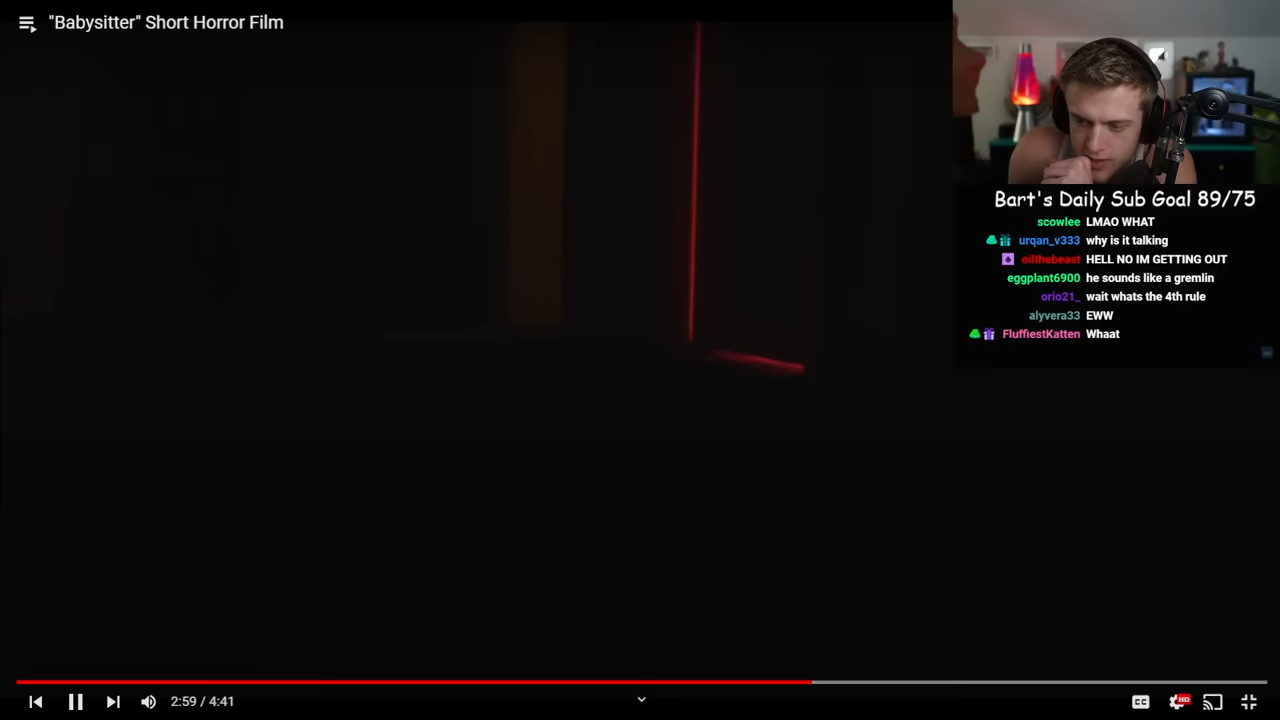 "Babysitter" Short Horror Film
Bart's Daily Sub Goal 89/75
scowlee LMAO WHAT
urqan_v333 why is it talking
oilthebeast HELL NO IM GETTING OUT
eggplant6900 he sounds like a gremlin
orio21_ wait whats the 4th rule
alyvera33 EWW
FluffiestKatten Whaat
2:59 / 4:41
CC
HD